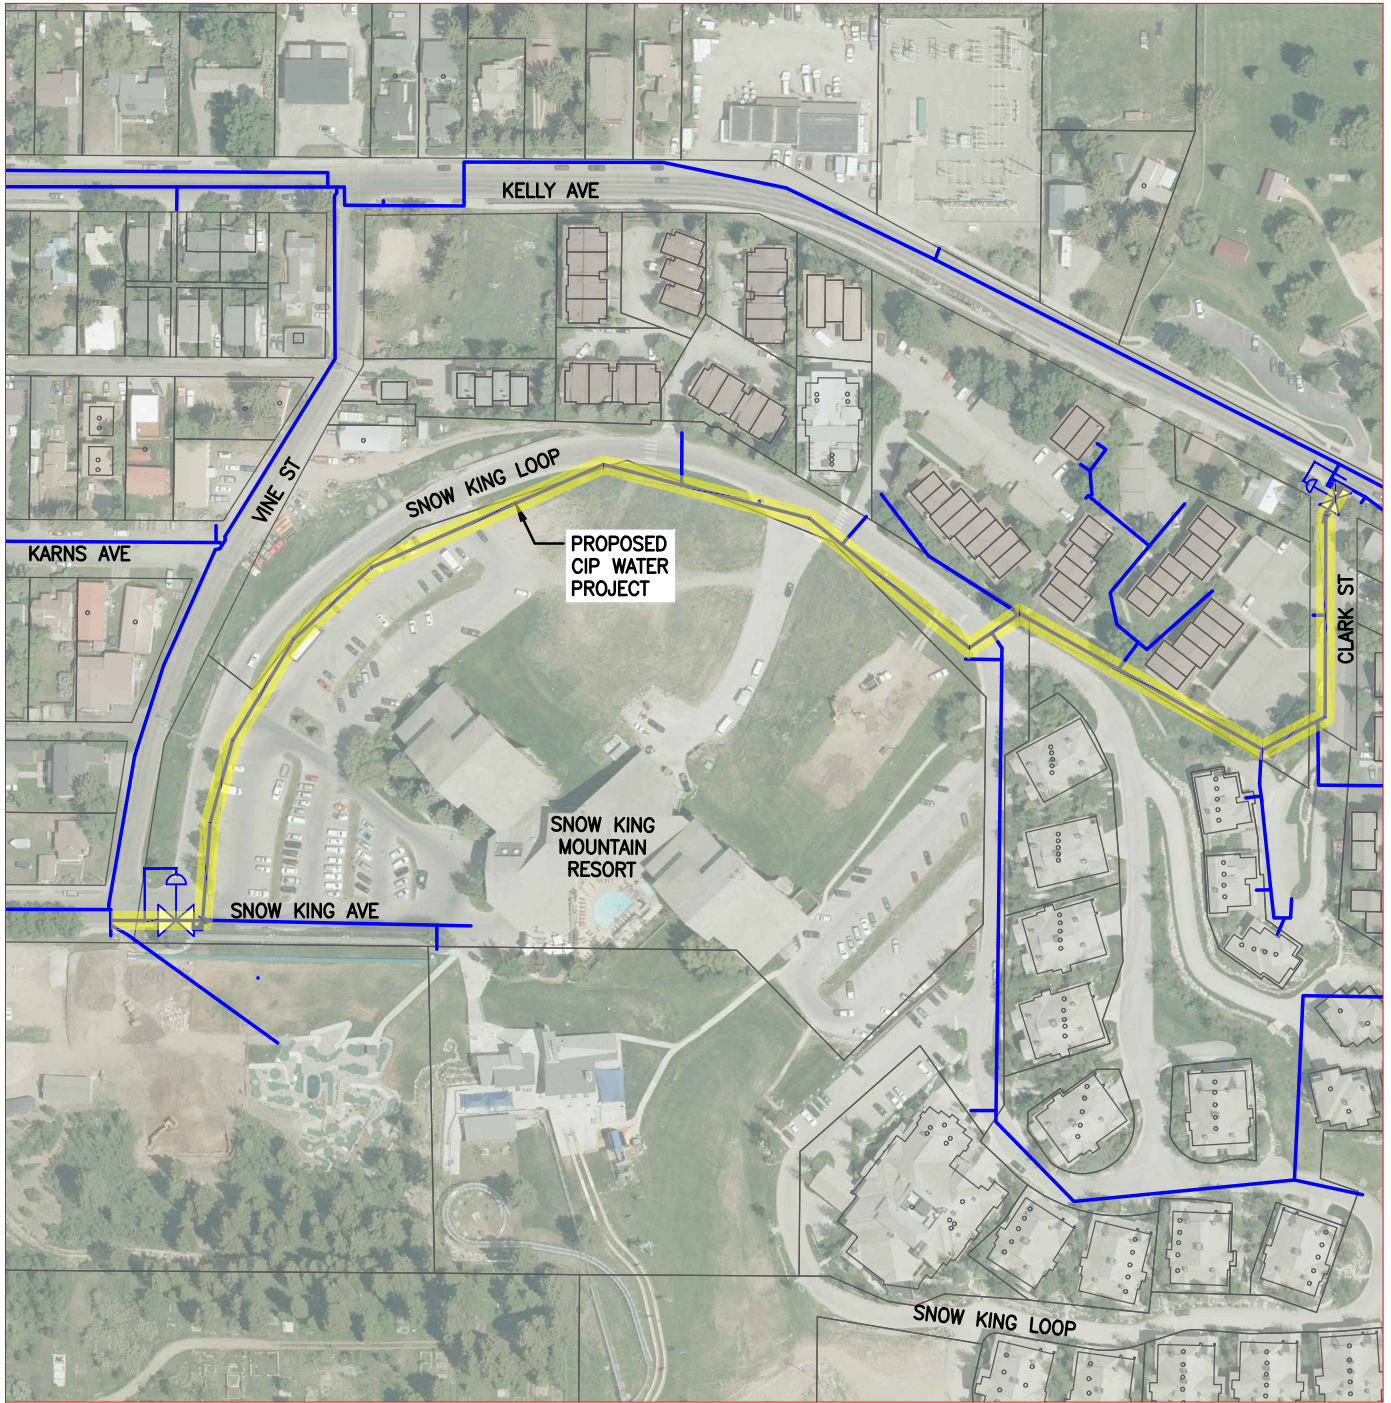 KELLY AVE
SNOW KING LOOP
VINE ST
KARNS AVE
PROPOSED
CIP WATER
PROJECT
CLARK ST
SNOW KING
MOUNTAIN
RESORT
SNOW KING AVE
SNOW KING LOOP